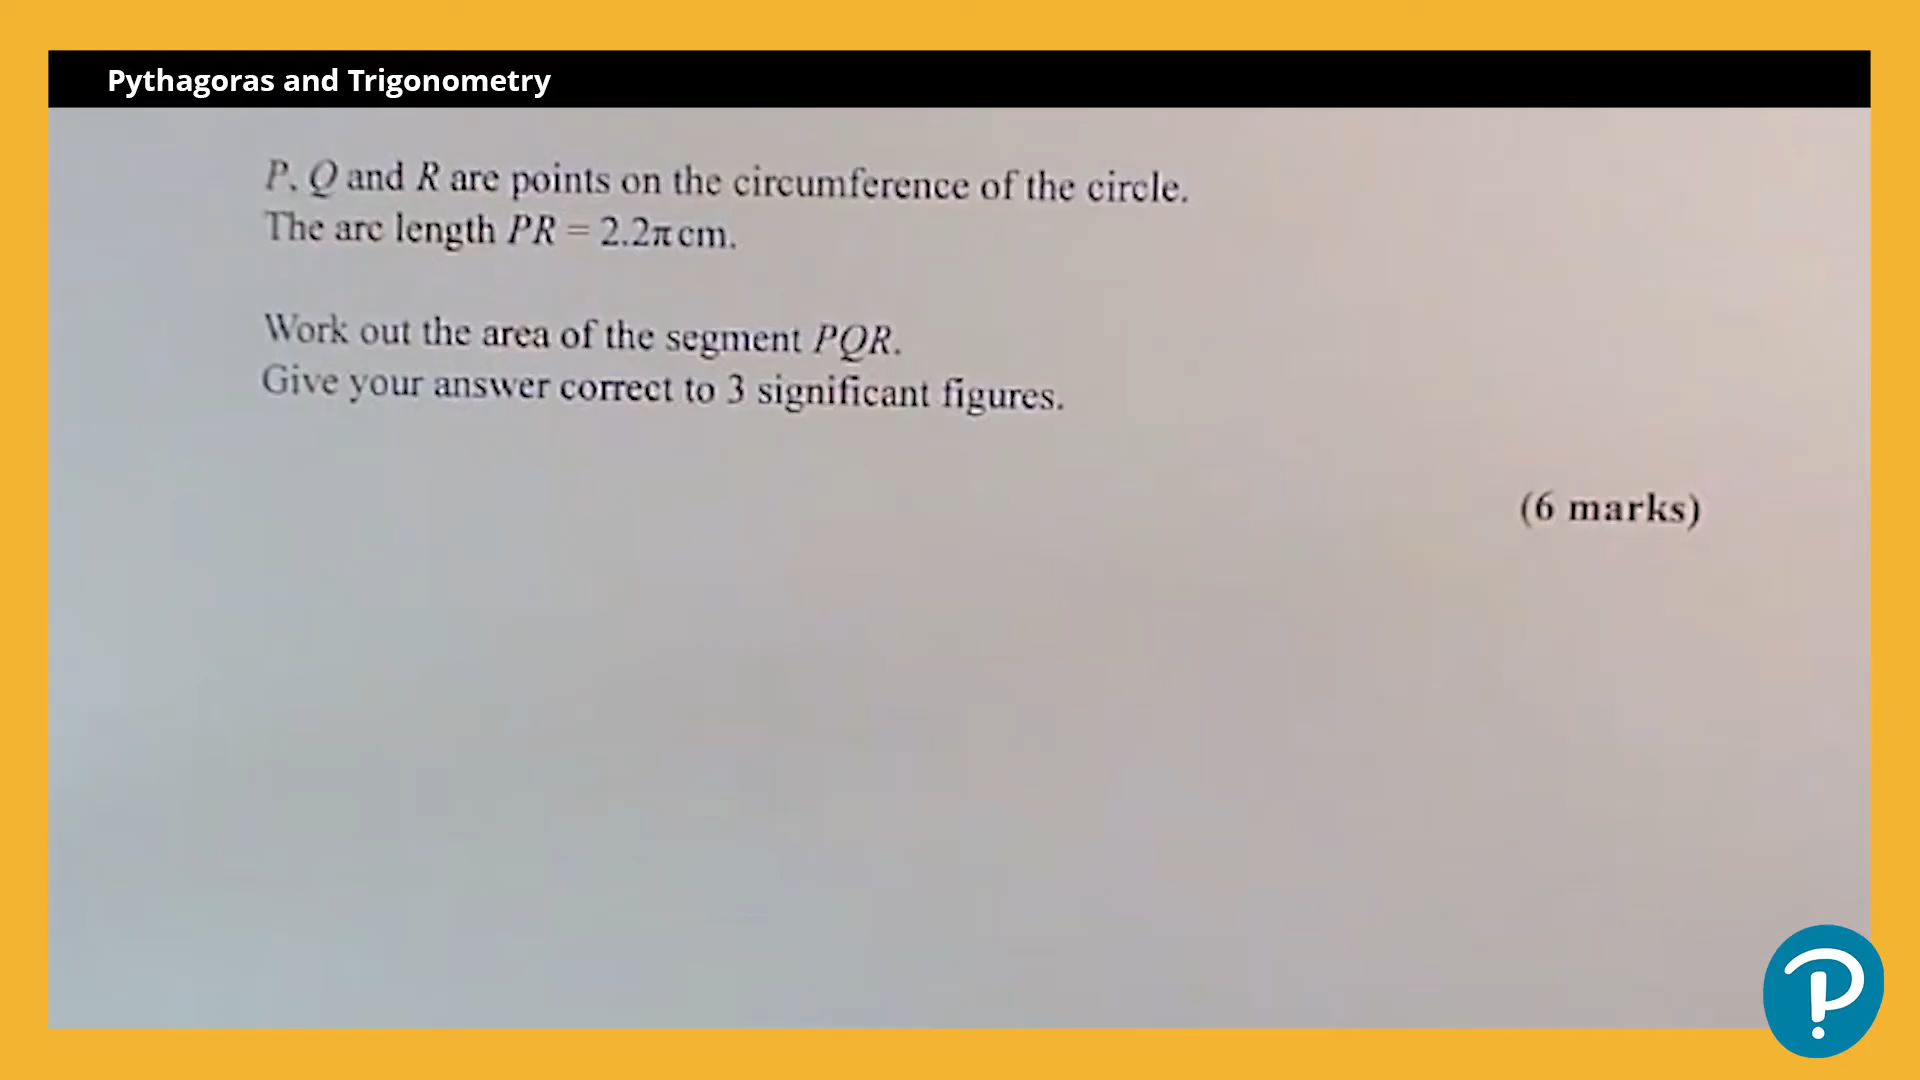 Pythagoras and Trigonometry
P, Q and R are points on the circumference of the circle.
The arc length PR = 2.2π cm.
Work out the area of the segment PQR.
Give your answer correct to 3 significant figures.
(6 marks)